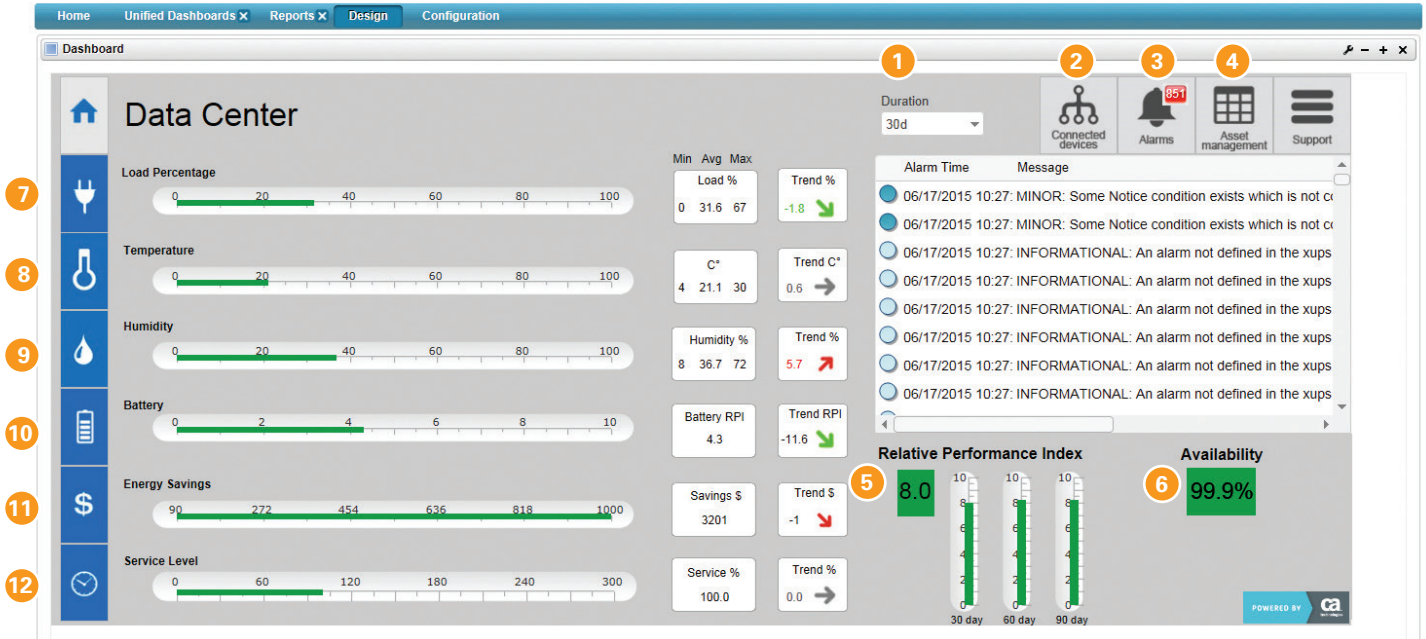 Home Unified Dashboards X Reports X Design Configuration
Dashboard
1 2 3 4
Data Center
Duration
30d
Connected devices
851
Alarms
Asset management
Support
Min Avg Max
7
Load Percentage
0 20 40 60 80 100
Load %
0 31.6 67
Trend %
-1.8
8
Temperature
0 20 40 60 80 100
C°
4 21.1 30
Trend C°
0.6
9
Humidity
0 20 40 60 80 100
Humidity %
8 36.7 72
Trend %
5.7
10
Battery
0 2 4 6 8 10
Battery RPI
4.3
Trend RPI
-11.6
11
$
Energy Savings
90 272 454 636 818 1000
Savings $
3201
Trend $
-1
12
Service Level
0 60 120 180 240 300
Service %
100.0
Trend %
0.0
Alarm Time Message
06/17/2015 10:27: MINOR: Some Notice condition exists which is not c
06/17/2015 10:27: MINOR: Some Notice condition exists which is not c
06/17/2015 10:27: INFORMATIONAL: An alarm not defined in the xups
06/17/2015 10:27: INFORMATIONAL: An alarm not defined in the xups
06/17/2015 10:27: INFORMATIONAL: An alarm not defined in the xups
06/17/2015 10:27: INFORMATIONAL: An alarm not defined in the xups
06/17/2015 10:27: INFORMATIONAL: An alarm not defined in the xups
06/17/2015 10:27: INFORMATIONAL: An alarm not defined in the xups
Relative Performance Index
5
8.0
10 8 6 4 2 0
30 day
10 8 6 4 2 0
60 day
10 8 6 4 2 0
90 day
Availability
6
99.9%
POWERED BY
ca
technologies